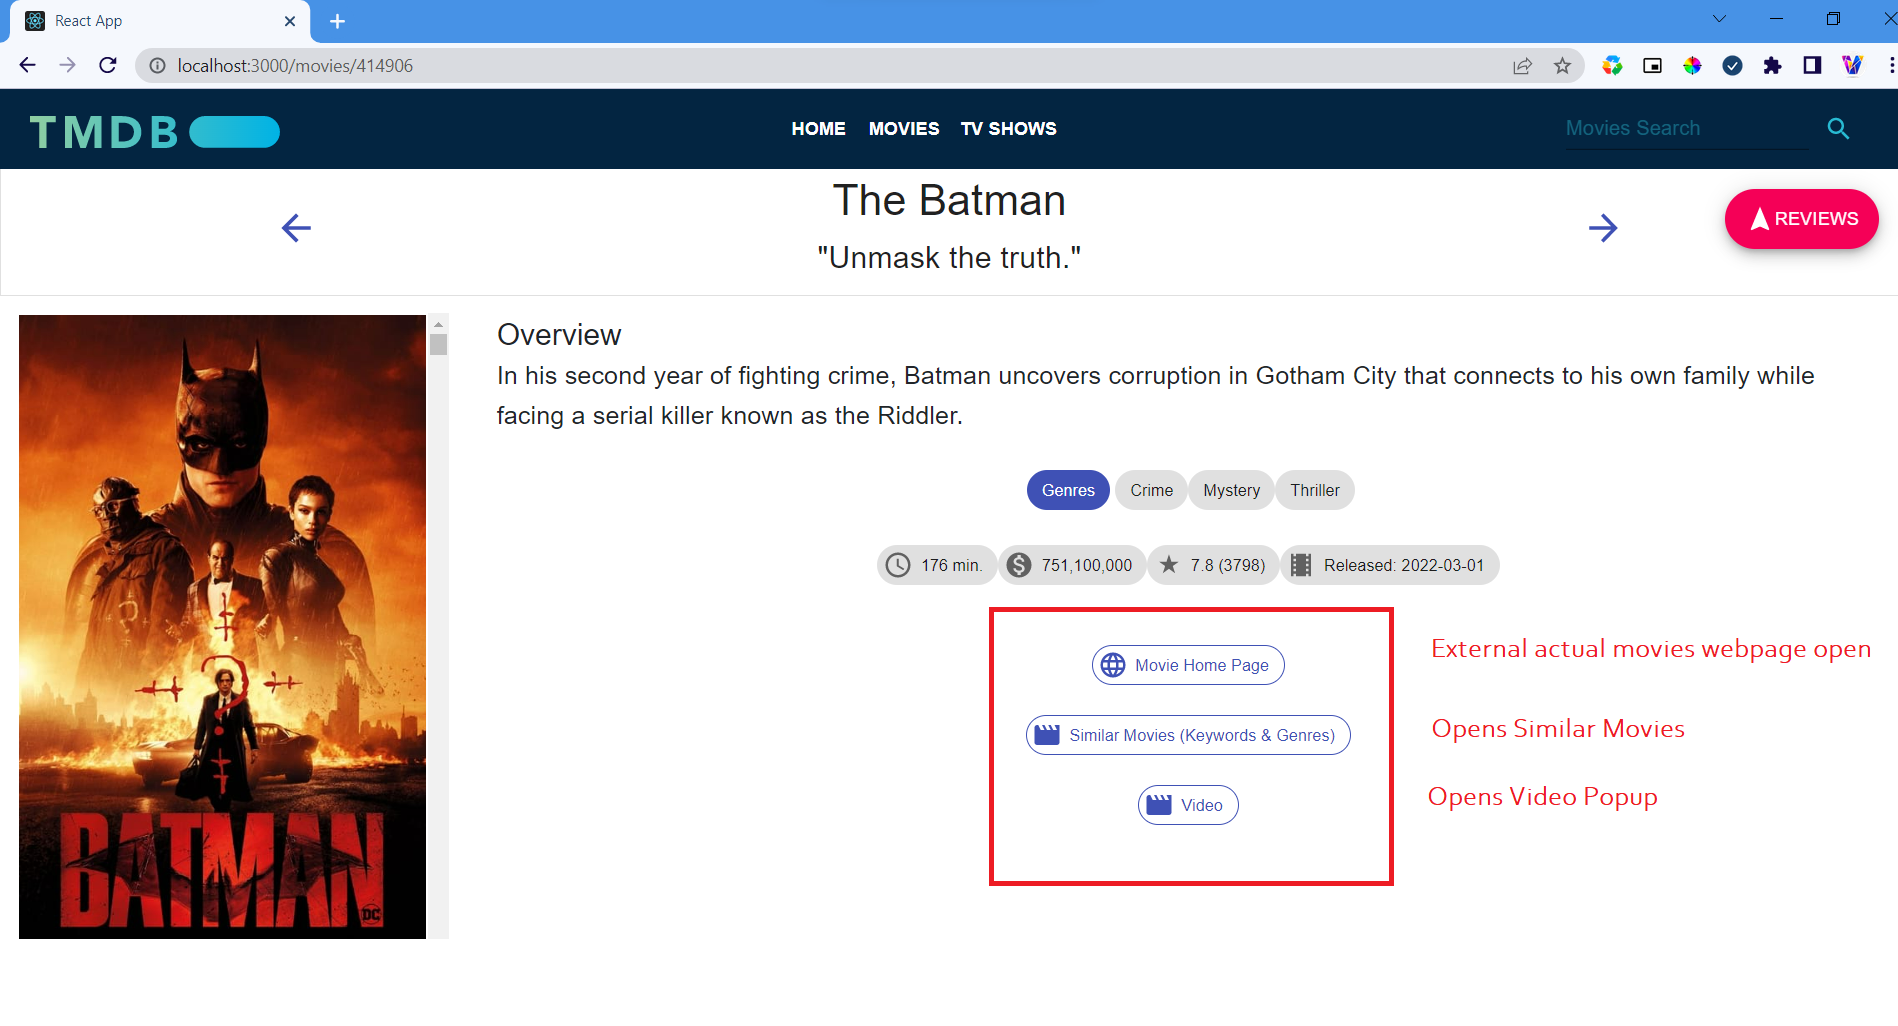 React App
localhost:3000/movies/414906
TMDB
HOME MOVIES TV SHOWS
Movies Search
The Batman
"Unmask the truth."
REVIEWS
Overview
In his second year of fighting crime, Batman uncovers corruption in Gotham City that connects to his own family while
facing a serial killer known as the Riddler.
Genres Crime Mystery Thriller
176 min. 751,100,000 7.8 (3798) Released: 2022-03-01
Movie Home Page
External actual movies webpage open
Similar Movies (Keywords & Genres)
Opens Similar Movies
Video
Opens Video Popup
BATMAN
DC